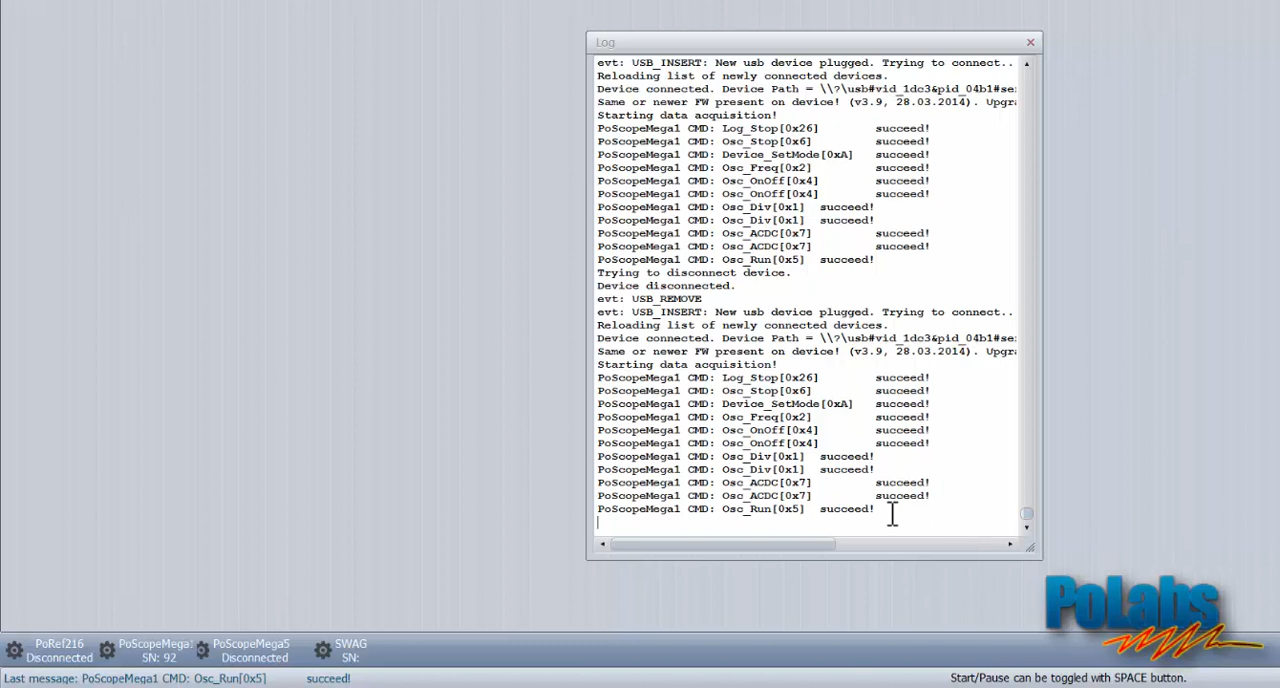 Log
evt: USB_INSERT: New usb device plugged. Trying to connect..
Reloading list of newly connected devices.
Device connected. Device Path = \\?\usb#vid_1dc3&pid_04b1#se
Same or newer FW present on device! (v3.9, 28.03.2014). Upgra
Starting data acquisition!
PoScopeMega1 CMD: Log_Stop[0x26] succeed!
PoScopeMega1 CMD: Osc_Stop[0x6] succeed!
PoScopeMega1 CMD: Device_SetMode[0xA] succeed!
PoScopeMega1 CMD: Osc_Freq[0x2] succeed!
PoScopeMega1 CMD: Osc_OnOff[0x4] succeed!
PoScopeMega1 CMD: Osc_OnOff[0x4] succeed!
PoScopeMega1 CMD: Osc_Div[0x1] succeed!
PoScopeMega1 CMD: Osc_Div[0x1] succeed!
PoScopeMega1 CMD: Osc_ACDC[0x7] succeed!
PoScopeMega1 CMD: Osc_ACDC[0x7] succeed!
PoScopeMega1 CMD: Osc_Run[0x5] succeed!
Trying to disconnect device.
Device disconnected.
evt: USB_REMOVE
evt: USB_INSERT: New usb device plugged. Trying to connect..
Reloading list of newly connected devices.
Device connected. Device Path = \\?\usb#vid_1dc3&pid_04b1#se
Same or newer FW present on device! (v3.9, 28.03.2014). Upgra
Starting data acquisition!
PoScopeMega1 CMD: Log_Stop[0x26] succeed!
PoScopeMega1 CMD: Osc_Stop[0x6] succeed!
PoScopeMega1 CMD: Device_SetMode[0xA] succeed!
PoScopeMega1 CMD: Osc_Freq[0x2] succeed!
PoScopeMega1 CMD: Osc_OnOff[0x4] succeed!
PoScopeMega1 CMD: Osc_OnOff[0x4] succeed!
PoScopeMega1 CMD: Osc_Div[0x1] succeed!
PoScopeMega1 CMD: Osc_Div[0x1] succeed!
PoScopeMega1 CMD: Osc_ACDC[0x7] succeed!
PoScopeMega1 CMD: Osc_ACDC[0x7] succeed!
PoScopeMega1 CMD: Osc_Run[0x5] succeed!
PoLabs
PoRef216 PoScopeMega1 PoScopeMega5 SWAG
Disconnected SN: 92 Disconnected SN:
Last message: PoScopeMega1 CMD: Osc_Run[0x5] succeed! Start/Pause can be toggled with SPACE button.